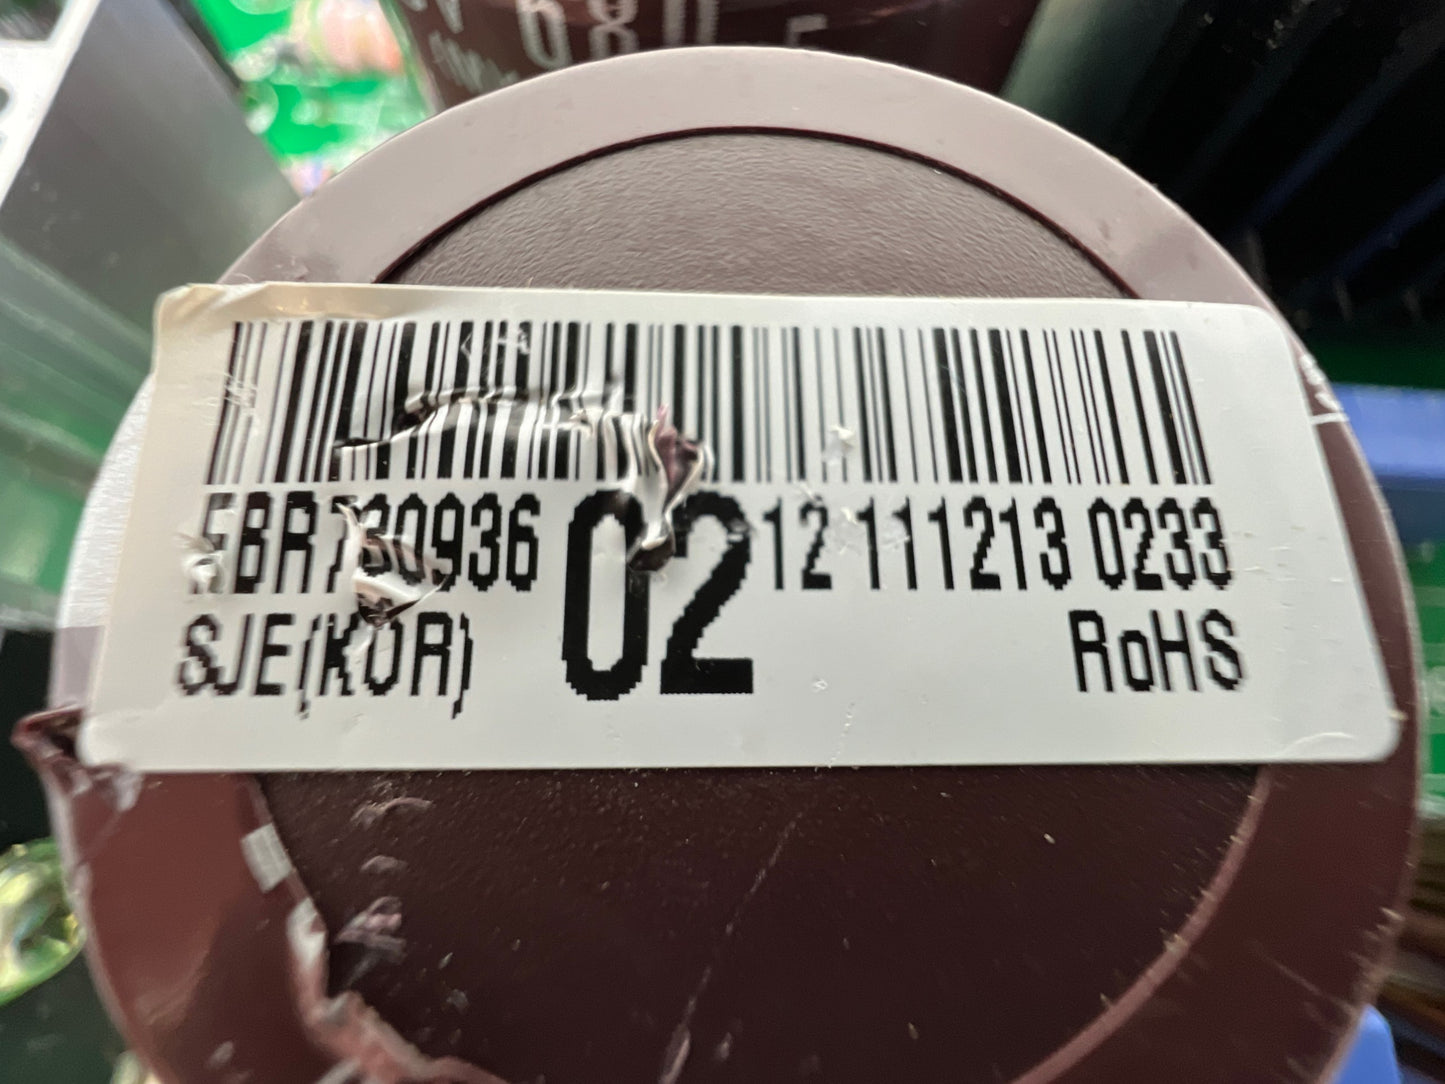 EBR730936 02 12 111213 0233
SJE(KOR) RoHS